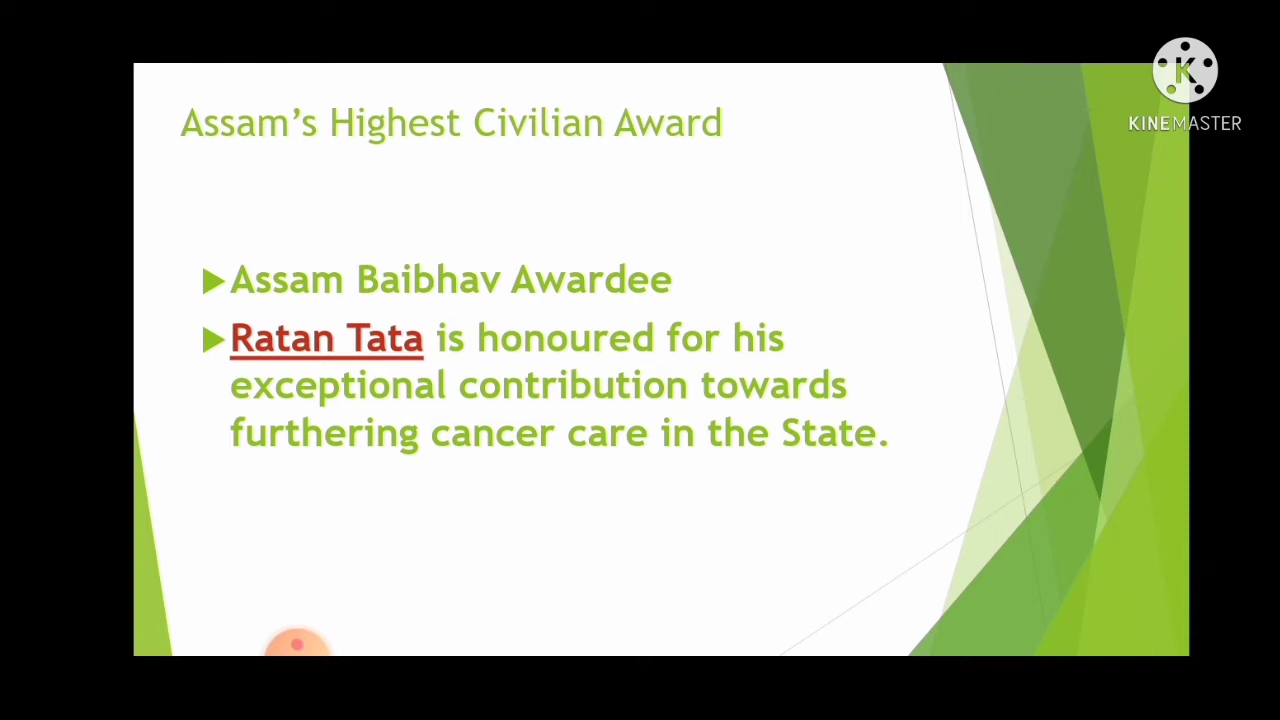 Assam’s Highest Civilian Award
KINEMASTER
Assam Baibhav Awardee
Ratan Tata is honoured for his
exceptional contribution towards
furthering cancer care in the State.